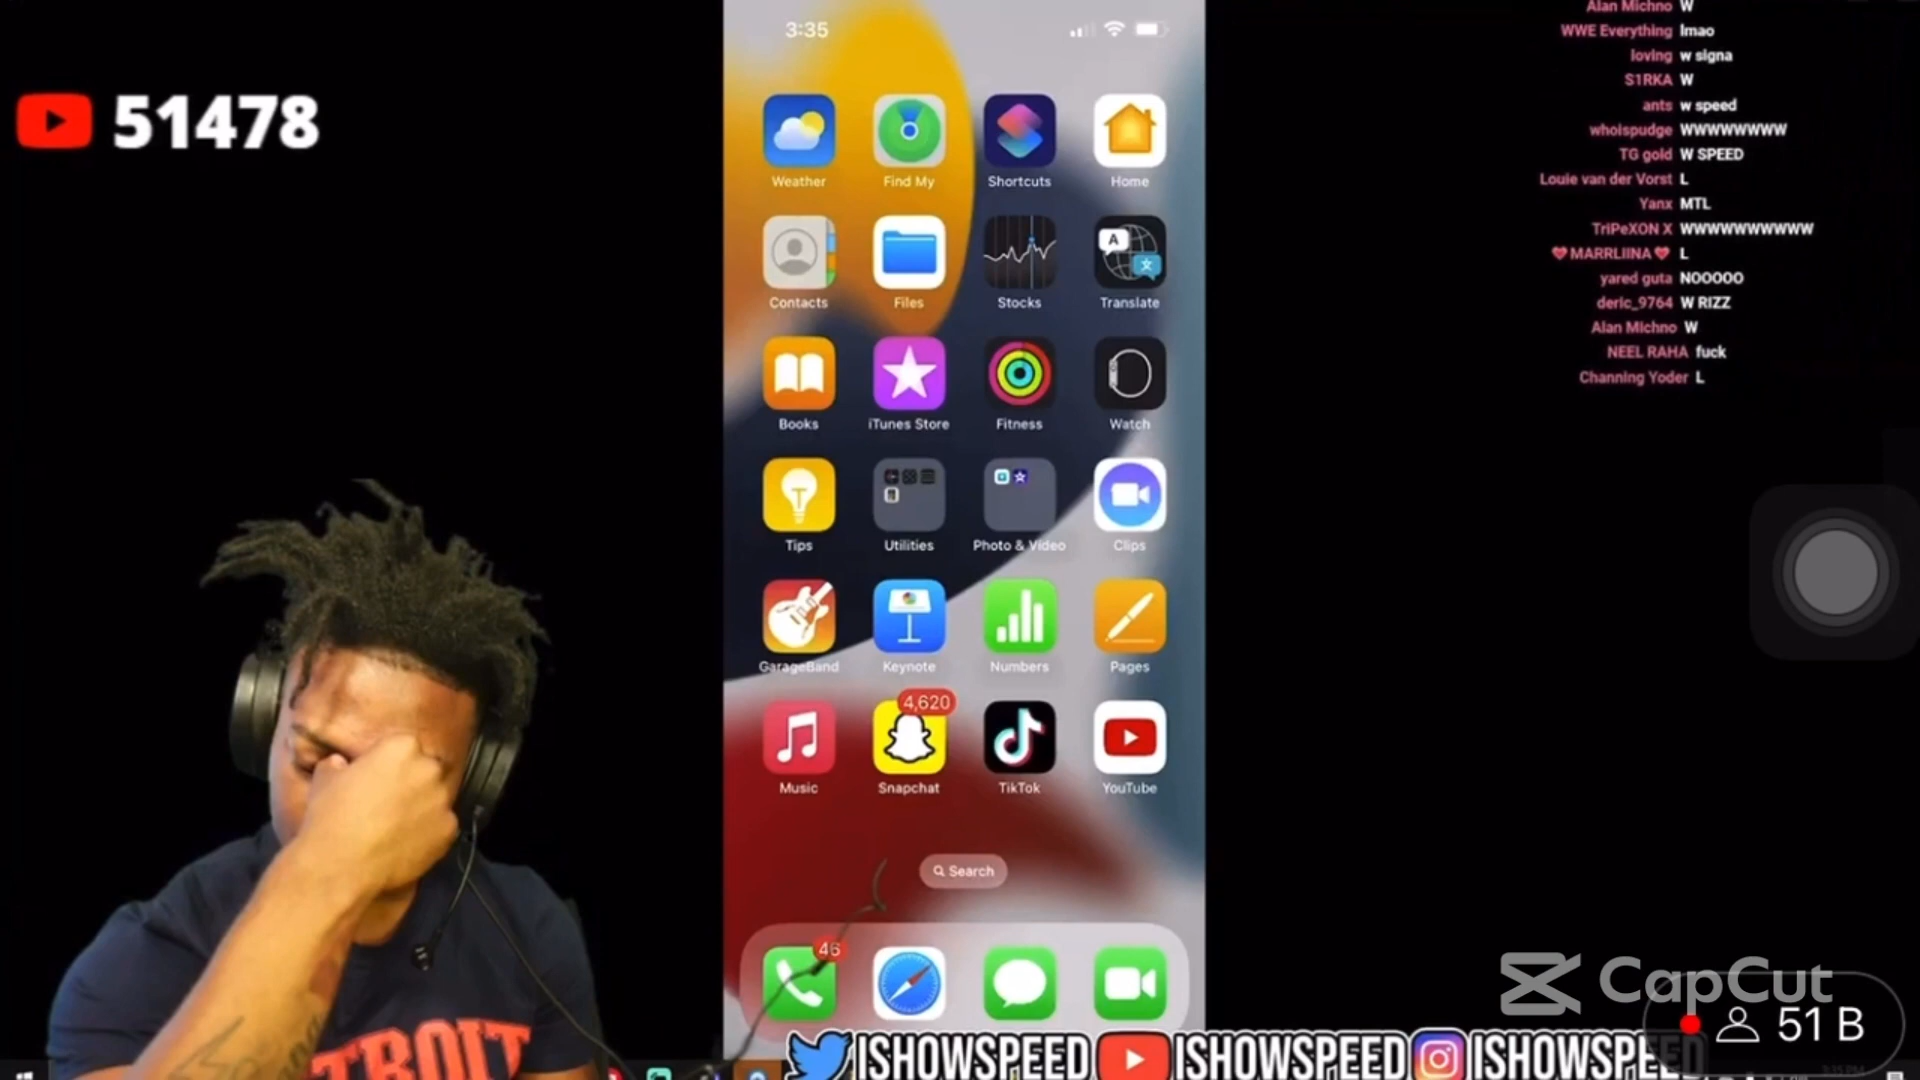 3:35
51478
Weather
Find My
Shortcuts
Home
Contacts
Files
Stocks
Translate
Books
iTunes Store
Fitness
Watch
Tips
Utilities
Photo & Video
Clips
GarageBand
Keynote
Numbers
Pages
4,620
Music
Snapchat
TikTok
YouTube
Search
46
Alan Michno W
WWE Everything lmao
loving w signa
S1RKA W
ants w speed
whoispudge WWWWWWWW
TG gold W SPEED
Louie van der Vorst L
Yanx MTL
TriPeXON X WWWWWWWWWW
❤MARRLIINA❤ L
yared guta NOOOOO
deric_9764 W RIZZ
Alan Michno W
NEEL RAHA fuck
Channing Yoder L
TROIT
CapCut
51 B
ISHOWSPEED
ISHOWSPEED
ISHOWSPEED